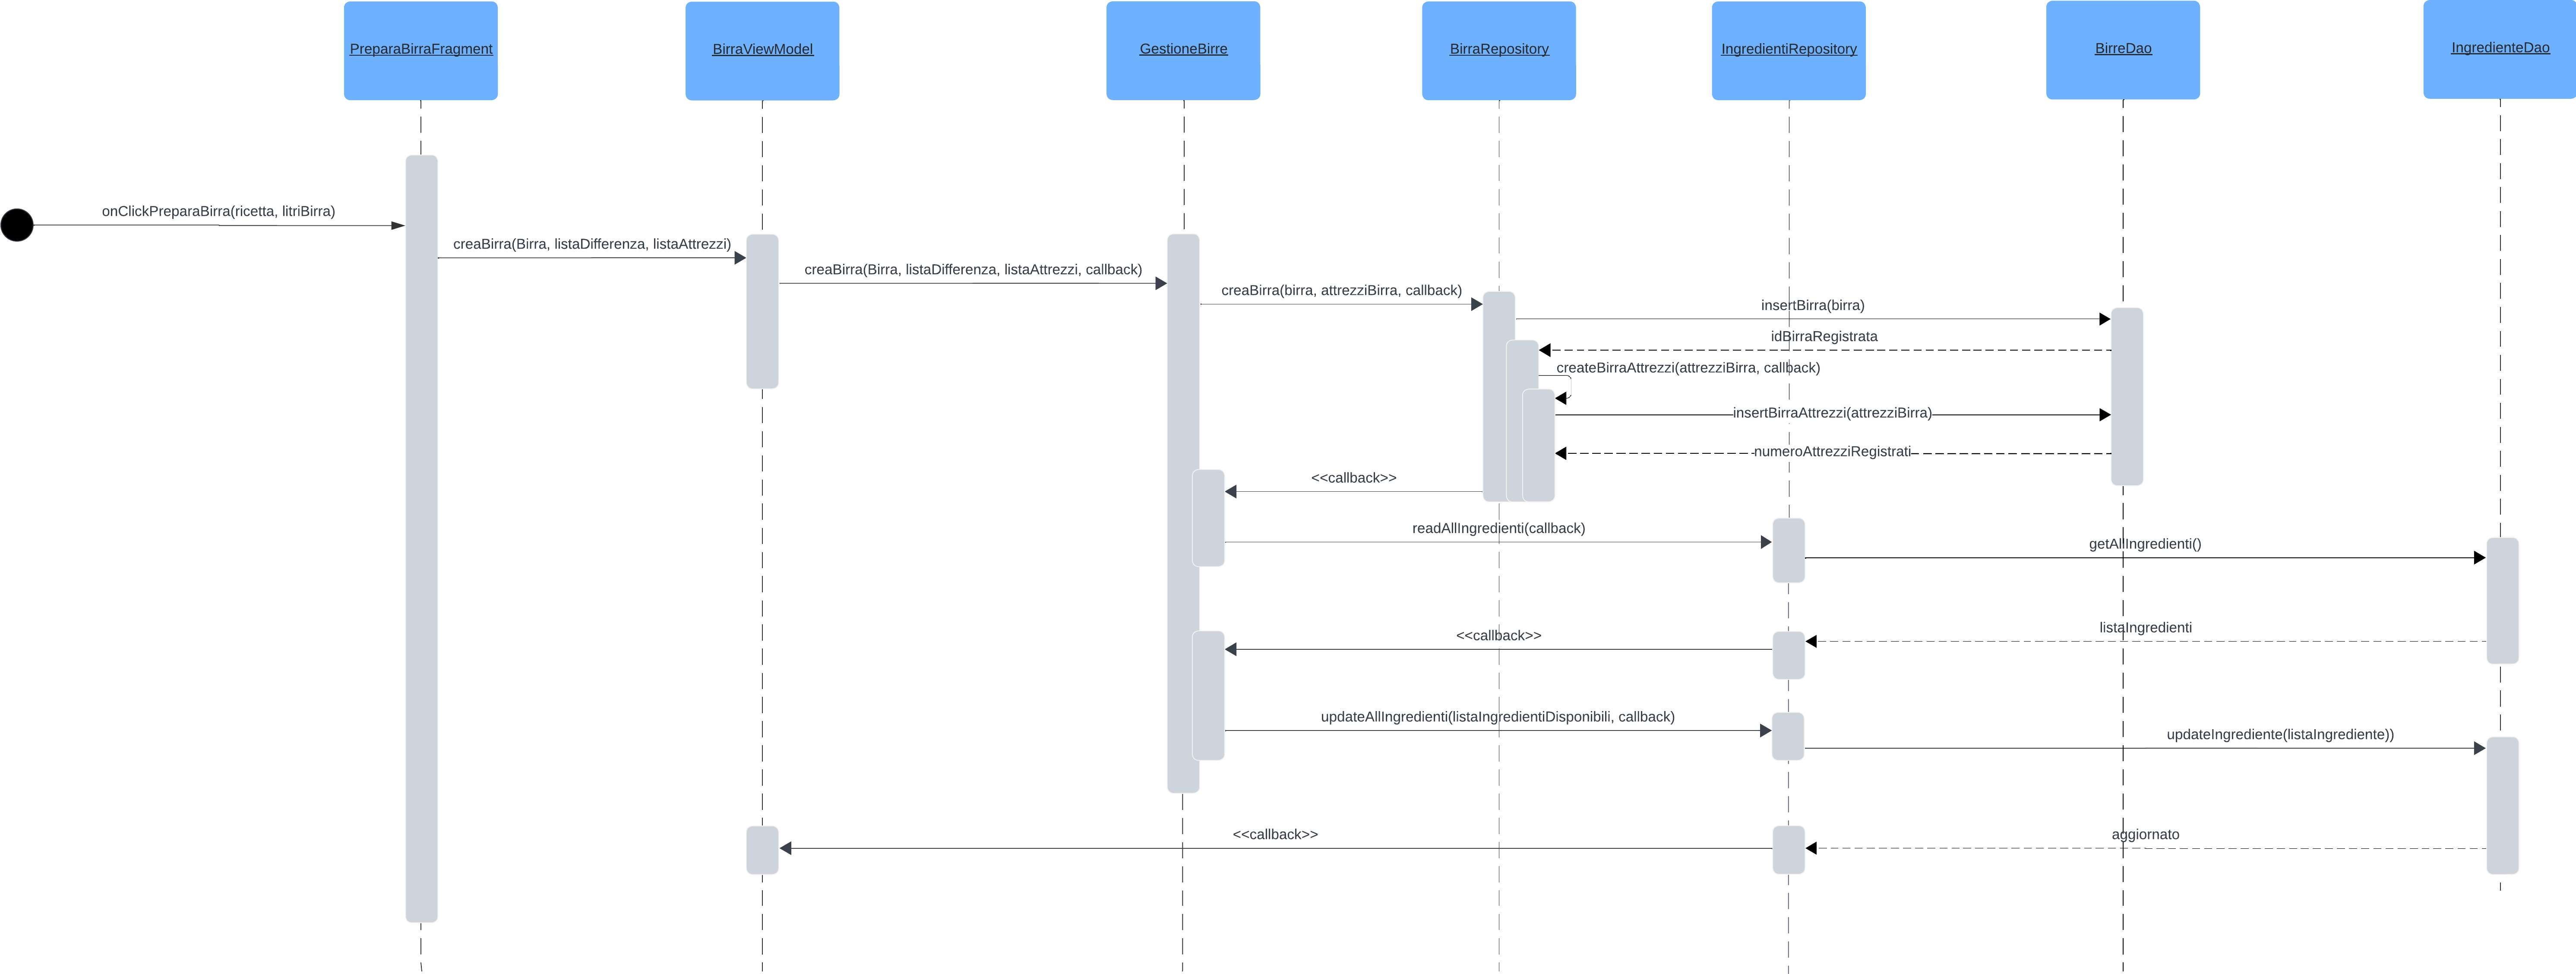 PreparaBirraFragment
BirraViewModel
GestioneBirre
BirraRepository
IngredientiRepository
BirreDao
IngredienteDao
onClickPreparaBirra(ricetta, litriBirra)
creaBirra(Birra, listaDifferenza, listaAttrezzi)
creaBirra(Birra, listaDifferenza, listaAttrezzi, callback)
creaBirra(birra, attrezziBirra, callback)
insertBirra(birra)
idBirraRegistrata
createBirraAttrezzi(attrezziBirra, callback)
insertBirraAttrezzi(attrezziBirra)
numeroAttrezziRegistrati
<<callback>>
readAllIngredienti(callback)
getAllIngredienti()
listaIngredienti
<<callback>>
updateAllIngredienti(listaIngredientiDisponibili, callback)
updateIngrediente(listaIngrediente))
<<callback>>
aggiornato